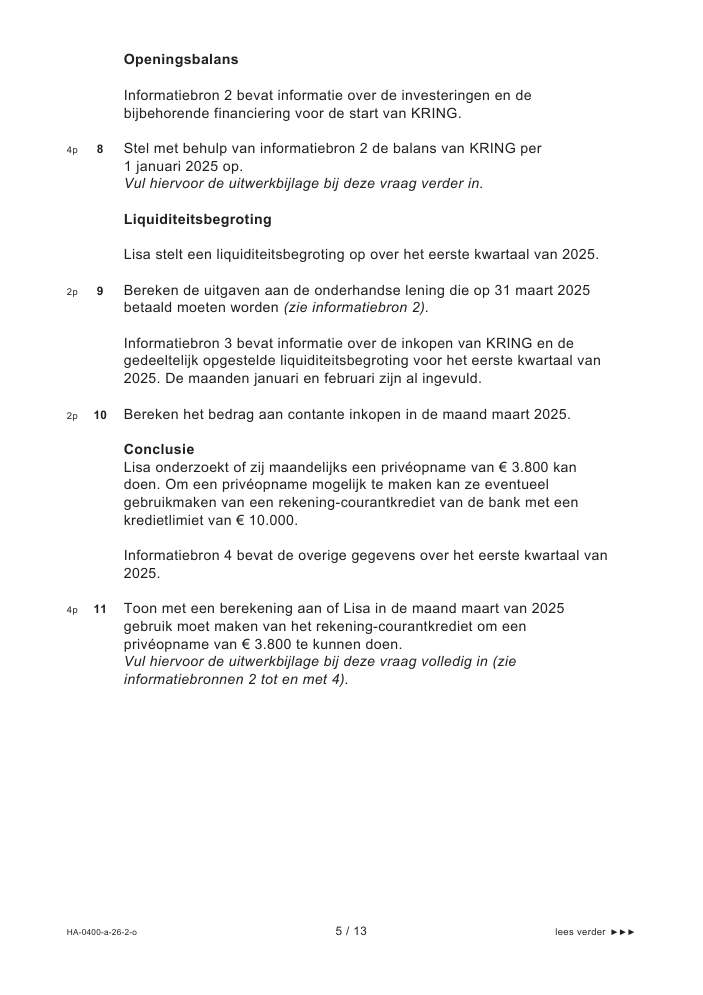 Openingsbalans
Informatiebron 2 bevat informatie over de investeringen en de
bijbehorende financiering voor de start van KRING.
4p 8 Stel met behulp van informatiebron 2 de balans van KRING per
1 januari 2025 op.
Vul hiervoor de uitwerkbijlage bij deze vraag verder in.
Liquiditeitsbegroting
Lisa stelt een liquiditeitsbegroting op over het eerste kwartaal van 2025.
2p 9 Bereken de uitgaven aan de onderhandse lening die op 31 maart 2025
betaald moeten worden (zie informatiebron 2).
Informatiebron 3 bevat informatie over de inkopen van KRING en de
gedeeltelijk opgestelde liquiditeitsbegroting voor het eerste kwartaal van
2025. De maanden januari en februari zijn al ingevuld.
2p 10 Bereken het bedrag aan contante inkopen in de maand maart 2025.
Conclusie
Lisa onderzoekt of zij maandelijks een privéopname van € 3.800 kan
doen. Om een privéopname mogelijk te maken kan ze eventueel
gebruikmaken van een rekening-courantkrediet van de bank met een
kredietlimiet van € 10.000.
Informatiebron 4 bevat de overige gegevens over het eerste kwartaal van
2025.
4p 11 Toon met een berekening aan of Lisa in de maand maart van 2025
gebruik moet maken van het rekening-courantkrediet om een
privéopname van € 3.800 te kunnen doen.
Vul hiervoor de uitwerkbijlage bij deze vraag volledig in (zie
informatiebronnen 2 tot en met 4).
HA-0400-a-26-2-o 5 / 13 lees verder ►►►